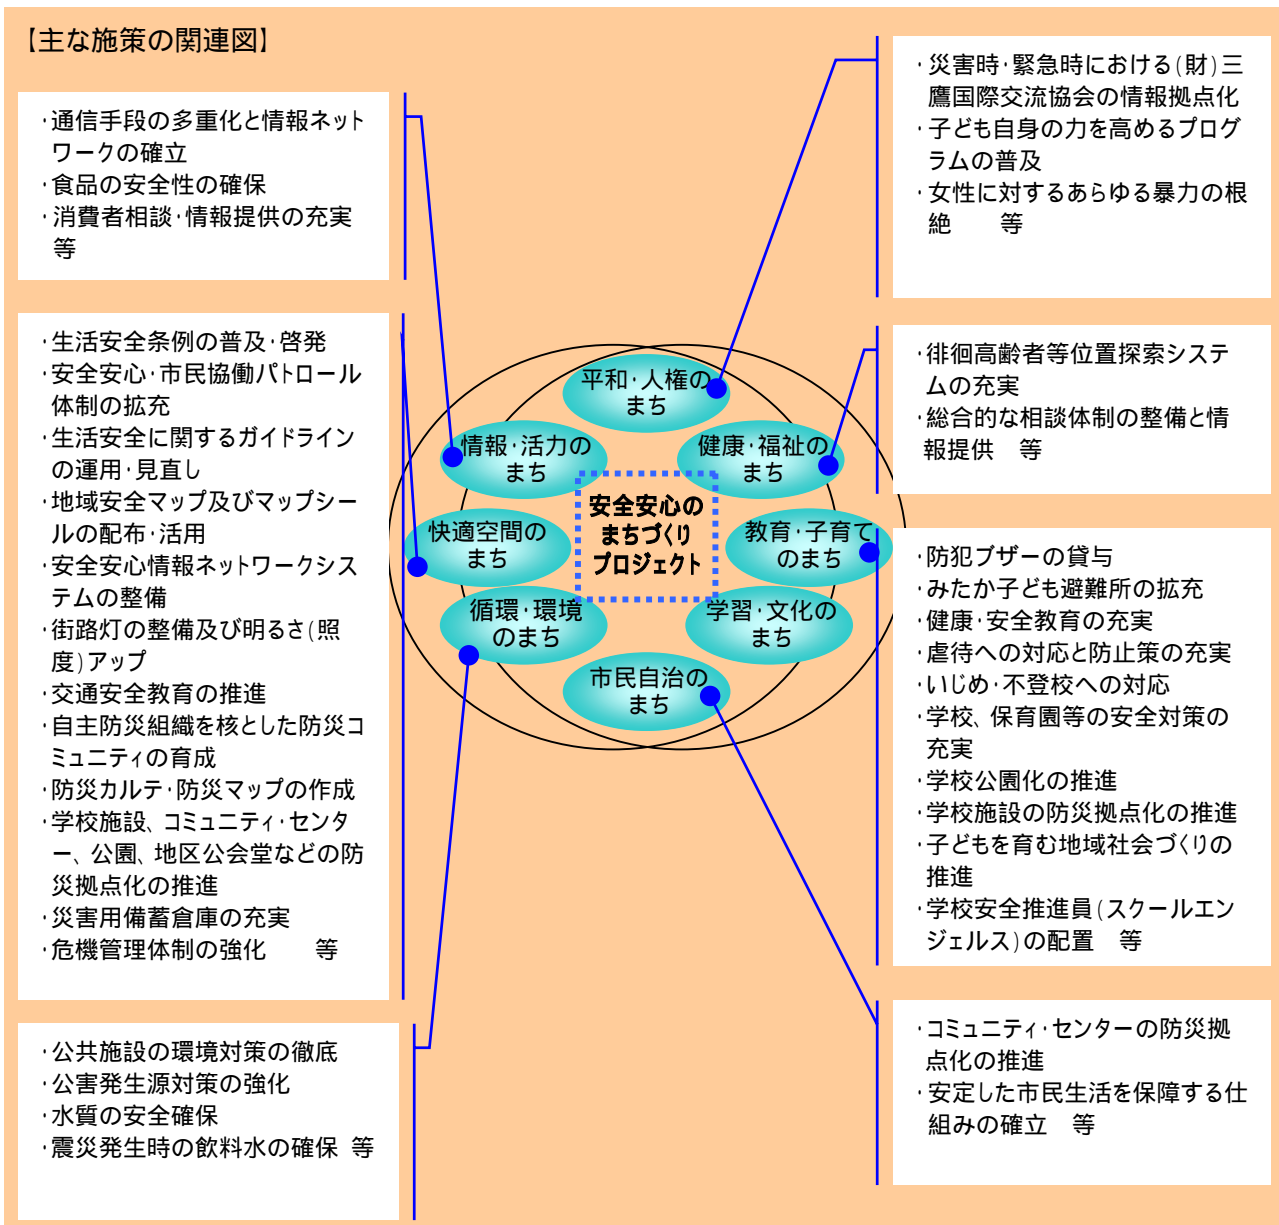 【主な施策の関連図】
・通信手段の多重化と情報ネット
ワークの確立
・食品の安全性の確保
・消費者相談・情報提供の充実
等
・生活安全条例の普及・啓発
・安全安心・市民協働パトロール
体制の拡充
・生活安全に関するガイドライン
の運用・見直し
・地域安全マップ及びマップシー
ルの配布・活用
・安全安心情報ネットワークシス
テムの整備
・街路灯の整備及び明るさ(照
度)アップ
・交通安全教育の推進
・自主防災組織を核とした防災コ
ミュニティの育成
・防災カルテ・防災マップの作成
・学校施設、コミュニティ・センタ
ー、公園、地区公会堂などの防
災拠点化の推進
・災害用備蓄倉庫の充実
・危機管理体制の強化　　等
・公共施設の環境対策の徹底
・公害発生源対策の強化
・水質の安全確保
・震災発生時の飲料水の確保 等
平和・人権の
まち
情報・活力の
まち
健康・福祉の
まち
快適空間の
まち
安全安心の
まちづくり
プロジェクト
教育・子育て
のまち
循環・環境
のまち
学習・文化の
まち
市民自治の
まち
・災害時・緊急時における(財)三
鷹国際交流協会の情報拠点化
・子ども自身の力を高めるプログ
ラムの普及
・女性に対するあらゆる暴力の根
絶　　等
・徘徊高齢者等位置探索システ
ムの充実
・総合的な相談体制の整備と情
報提供　等
・防犯ブザーの貸与
・みたか子ども避難所の拡充
・健康・安全教育の充実
・虐待への対応と防止策の充実
・いじめ・不登校への対応
・学校、保育園等の安全対策の
充実
・学校公園化の推進
・学校施設の防災拠点化の推進
・子どもを育む地域社会づくりの
推進
・学校安全推進員(スクールエン
ジェルス)の配置　等
・コミュニティ・センターの防災拠
点化の推進
・安定した市民生活を保障する仕
組みの確立　等